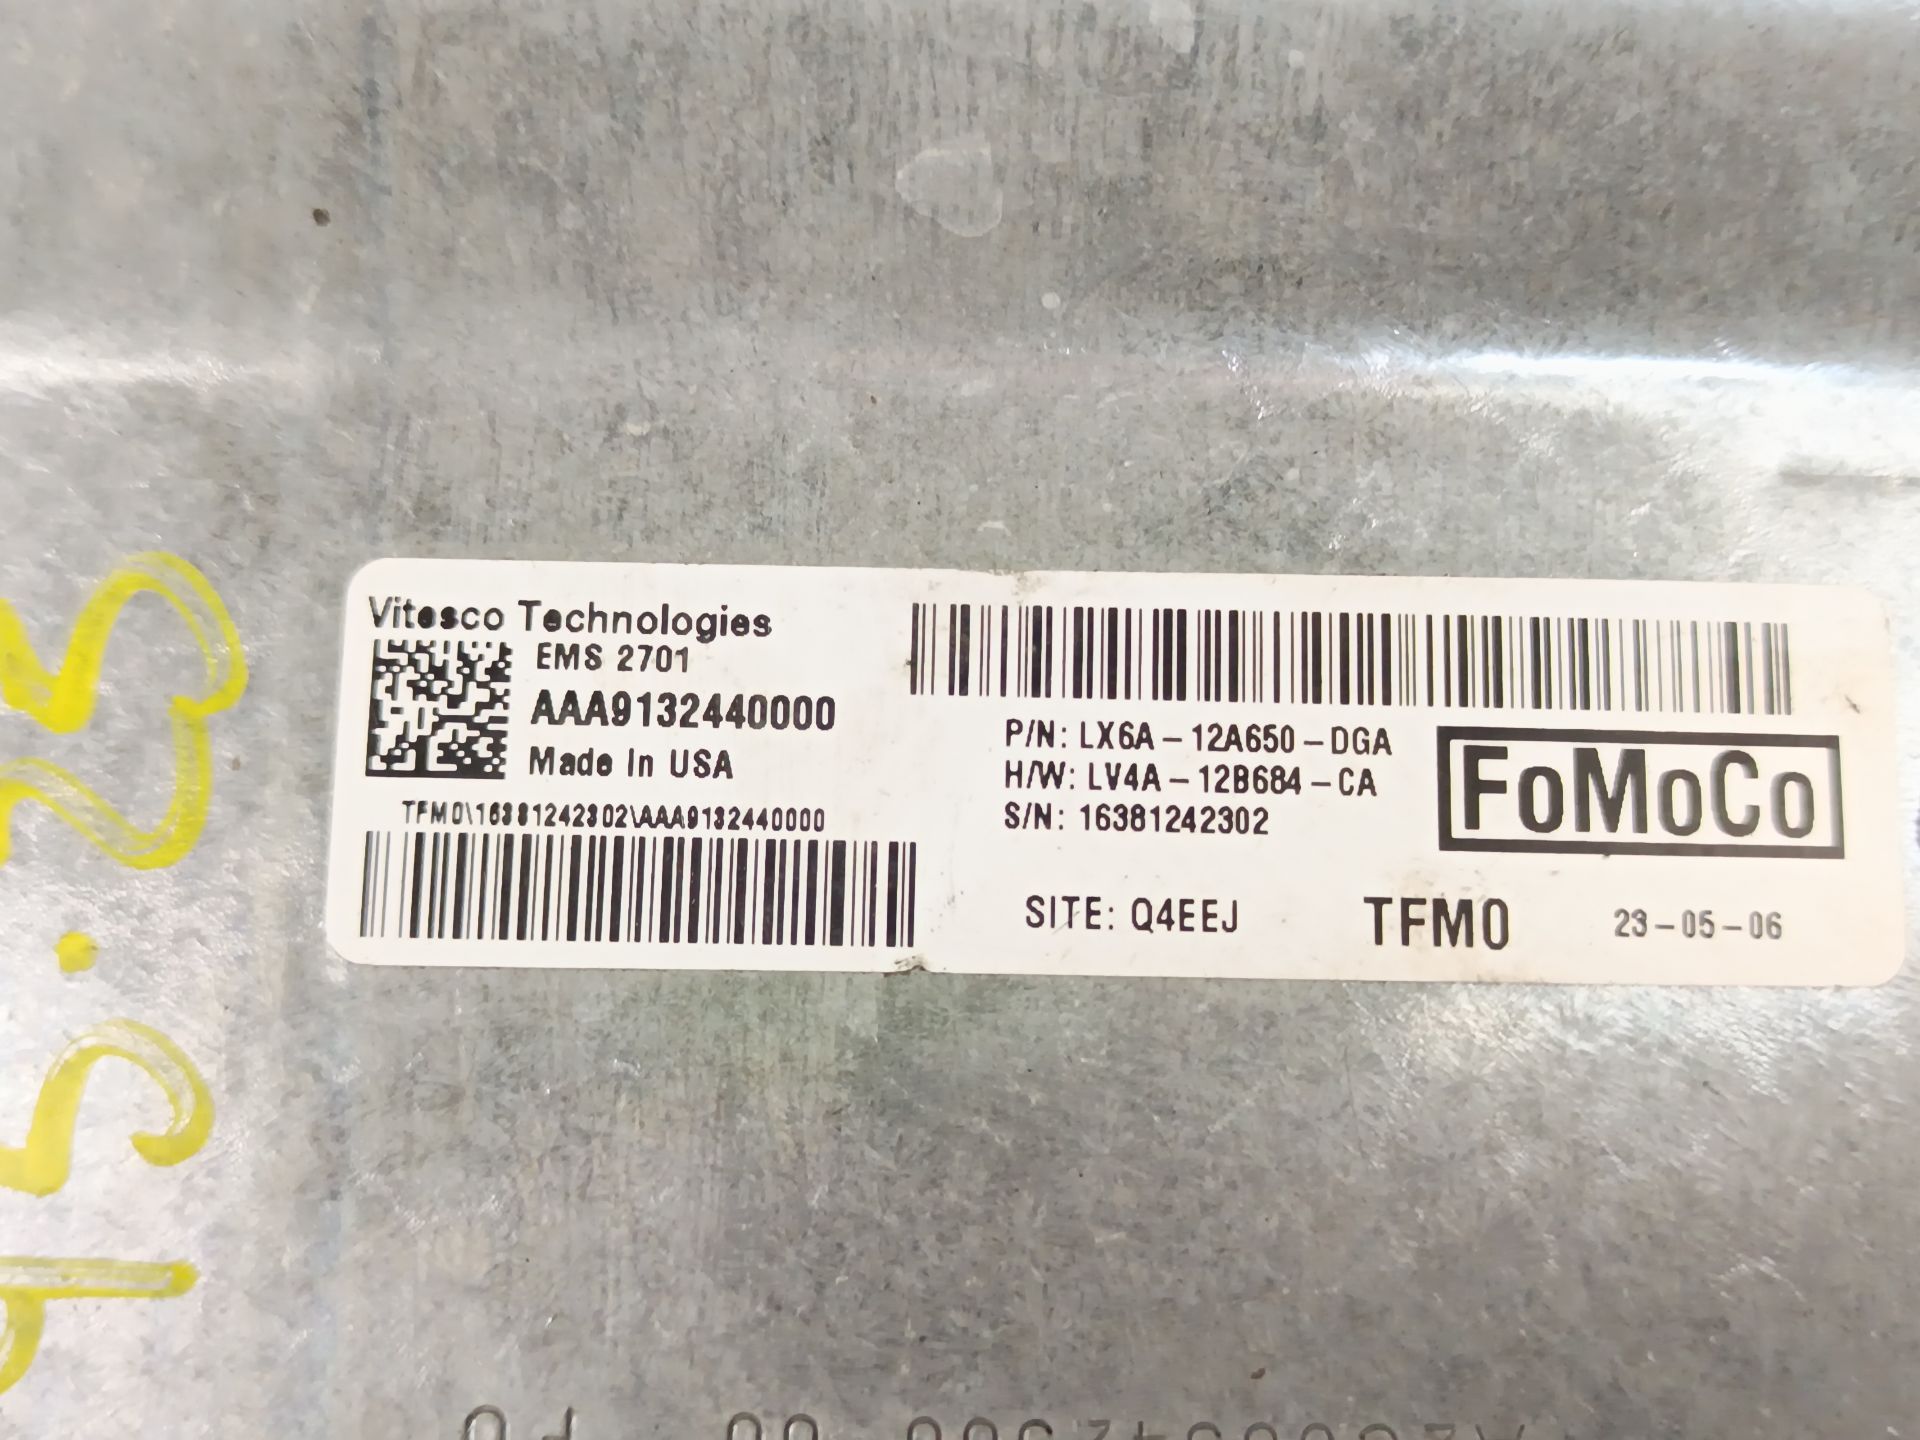 Vitesco Technologies
EMS 2701
AAA9132440000
Made In USA
TFM0\16381242302\AAA9132440000
P/N: LX6A-12A650-DGA
H/W: LV4A-12B684-CA
S/N: 16381242302
FoMoCo
SITE: Q4EEJ
TFM0
23-05-06